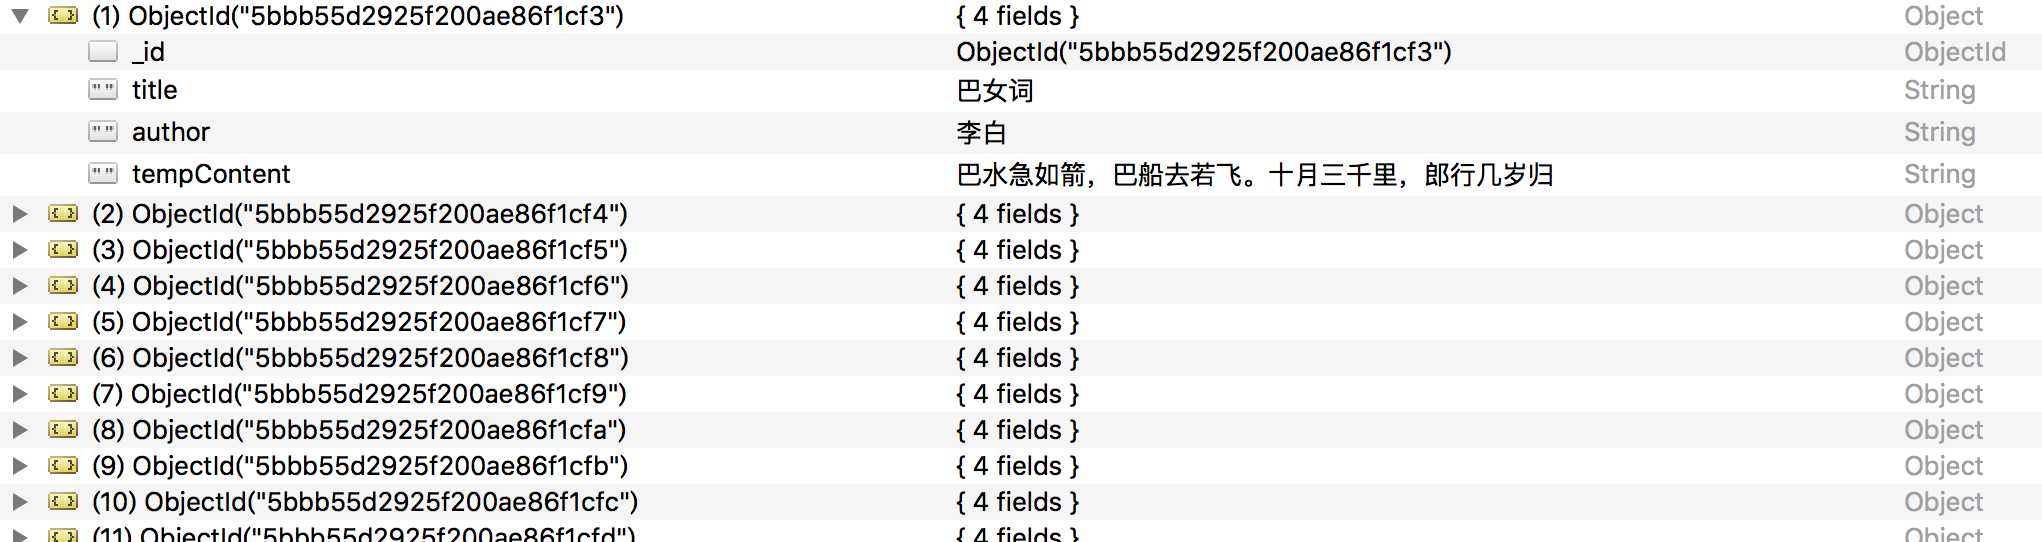 (1) ObjectId("5bbb55d2925f200ae86f1cf3") { 4 fields } Object
_id ObjectId("5bbb55d2925f200ae86f1cf3") ObjectId
title 巴女词 String
author 李白 String
tempContent 巴水急如箭，巴船去若飞。十月三千里，郎行几岁归 String
(2) ObjectId("5bbb55d2925f200ae86f1cf4") { 4 fields } Object
(3) ObjectId("5bbb55d2925f200ae86f1cf5") { 4 fields } Object
(4) ObjectId("5bbb55d2925f200ae86f1cf6") { 4 fields } Object
(5) ObjectId("5bbb55d2925f200ae86f1cf7") { 4 fields } Object
(6) ObjectId("5bbb55d2925f200ae86f1cf8") { 4 fields } Object
(7) ObjectId("5bbb55d2925f200ae86f1cf9") { 4 fields } Object
(8) ObjectId("5bbb55d2925f200ae86f1cfa") { 4 fields } Object
(9) ObjectId("5bbb55d2925f200ae86f1cfb") { 4 fields } Object
(10) ObjectId("5bbb55d2925f200ae86f1cfc") { 4 fields } Object
(11) ObjectId("5bbb55d2925f200ae86f1cfd") { 4 fields } Object